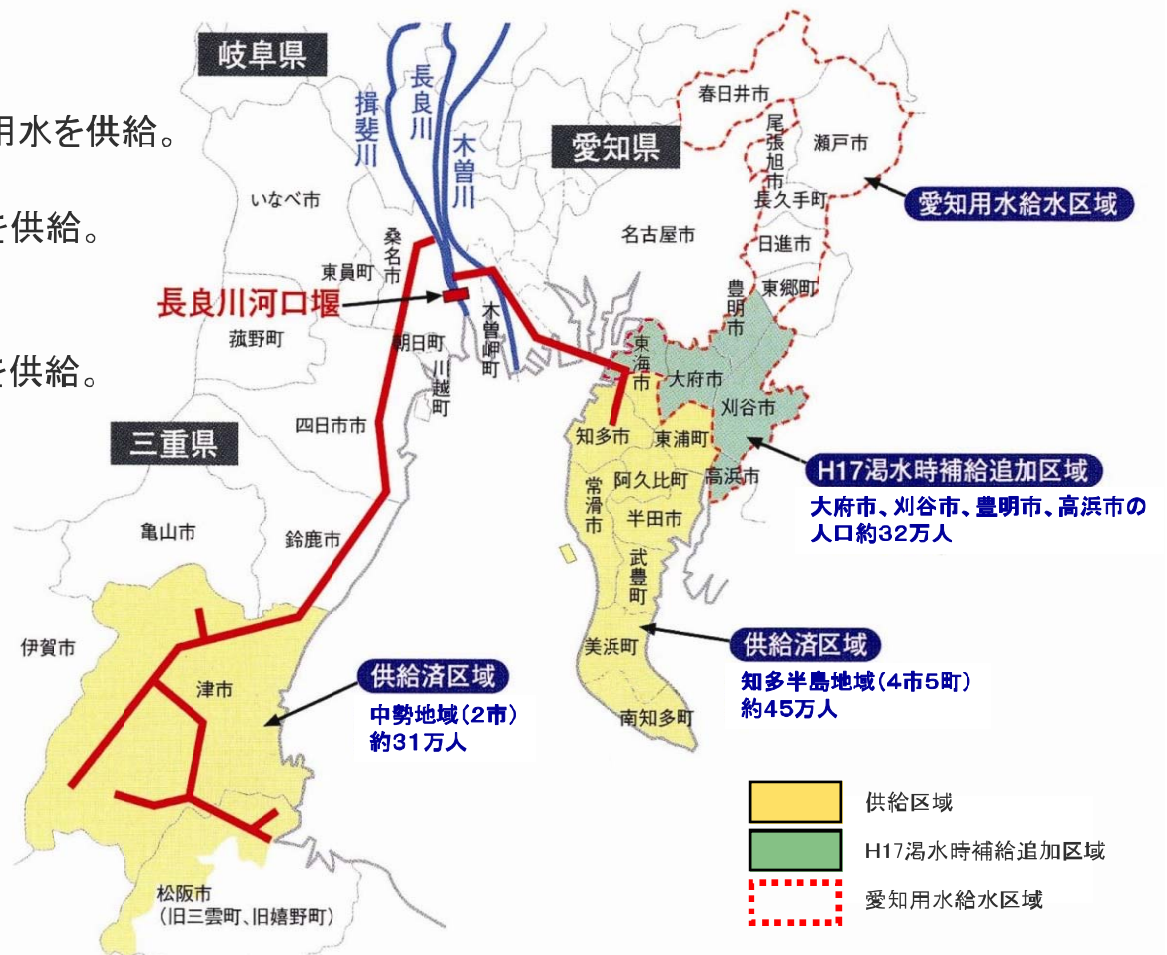 用水を供給。
を供給。
を供給。
岐阜県
揖斐川
長良川
木曽川
愛知県
春日井市
尾張旭市
瀬戸市
長久手町
愛知用水給水区域
いなべ市
桑名市
東員町
名古屋市
日進市
東郷町
豊明市
長良川河口堰
木曽岬町
菰野町
朝日町
川越町
東海市
大府市
刈谷市
四日市市
三重県
知多市
東浦町
高浜市
H17渇水時補給追加区域
大府市、刈谷市、豊明市、高浜市の
人口約32万人
阿久比町
常滑市
半田市
亀山市
鈴鹿市
武豊町
伊賀市
美浜町
供給済区域
知多半島地域(4市5町)
約45万人
津市
供給済区域
中勢地域(2市)
約31万人
南知多町
松阪市
(旧三雲町、旧嬉野町)
供給区域
H17渇水時補給追加区域
愛知用水給水区域